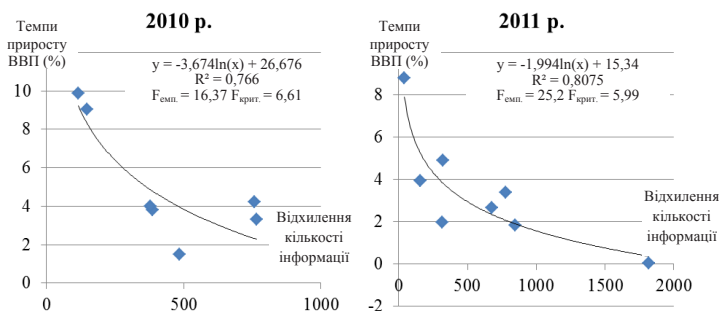 2010 р.
Темпи
приросту
ВВП (%)
y = -3,674ln(x) + 26,676
R² = 0,766
Fемп. = 16,37 Fкрит. = 6,61
12
10
8
6
4
2
0
0
500
1000
Відхилення
кількості
інформації
2011 р.
Темпи
приросту
ВВП (%)
y = -1,994ln(x) + 15,34
R² = 0,8075
Fемп. = 25,2 Fкрит. = 5,99
8
6
4
2
0
-2
0
500
1000
1500
2000
Відхилення
кількості
інформації